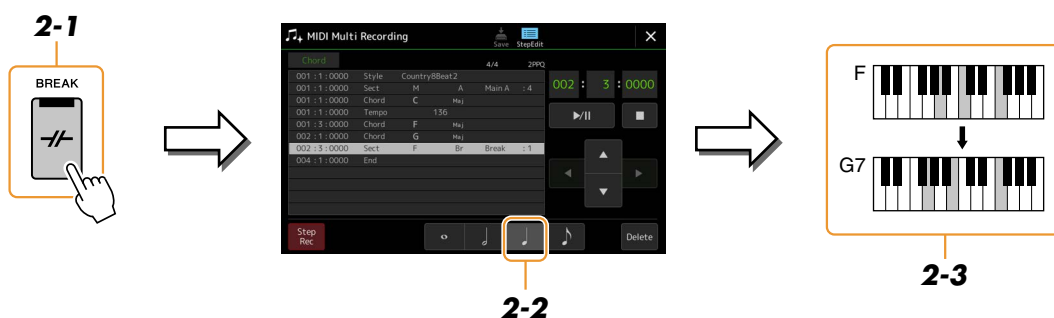 2-1
BREAK
MIDI Multi Recording
Save
StepEdit
Chord
4/4 2PPQ
001 : 1 : 0000 Style Country8Beat2
001 : 1 : 0000 Sect M A Main A : 4
001 : 1 : 0000 Chord C Maj
001 : 1 : 0000 Tempo 136
001 : 3 : 0000 Chord F Maj
002 : 1 : 0000 Chord G Maj
002 : 3 : 0000 Sect F Br Break : 1
004 : 1 : 0000 End
002 : 3 : 0000
Step
Rec
Delete
2-2
F
G7
2-3